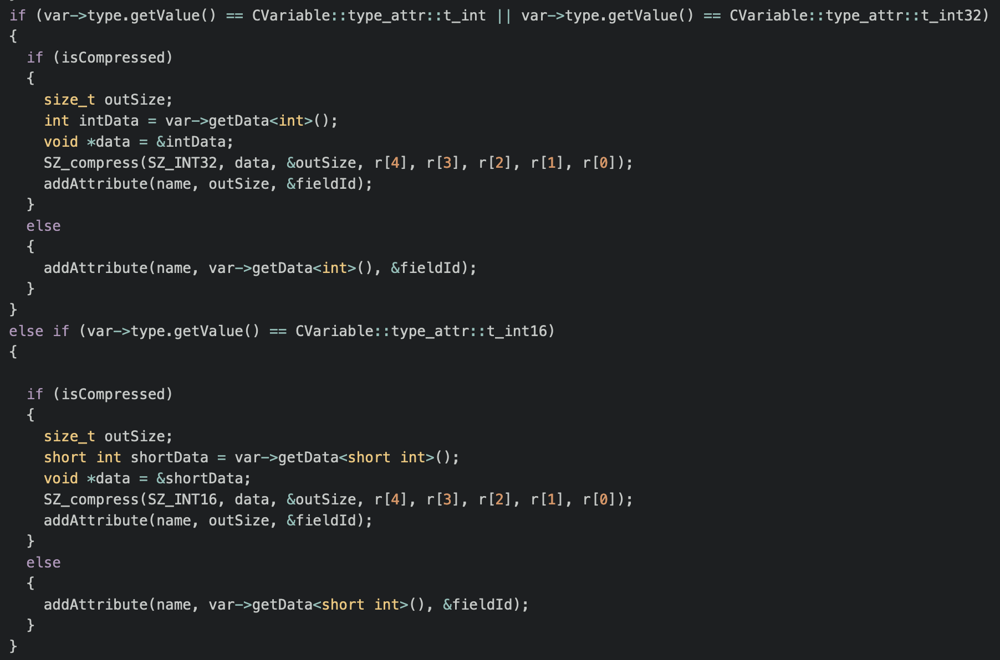 if (var->type.getValue() == CVariable::type_attr::t_int || var->type.getValue() == CVariable::type_attr::t_int32)
{
  if (isCompressed)
  {
    size_t outSize;
    int intData = var->getData<int>();
    void *data = &intData;
    SZ_compress(SZ_INT32, data, &outSize, r[4], r[3], r[2], r[1], r[0]);
    addAttribute(name, outSize, &fieldId);
  }
  else
  {
    addAttribute(name, var->getData<int>(), &fieldId);
  }
}
else if (var->type.getValue() == CVariable::type_attr::t_int16)
{

  if (isCompressed)
  {
    size_t outSize;
    short int shortData = var->getData<short int>();
    void *data = &shortData;
    SZ_compress(SZ_INT16, data, &outSize, r[4], r[3], r[2], r[1], r[0]);
    addAttribute(name, outSize, &fieldId);
  }
  else
  {
    addAttribute(name, var->getData<short int>(), &fieldId);
  }
}